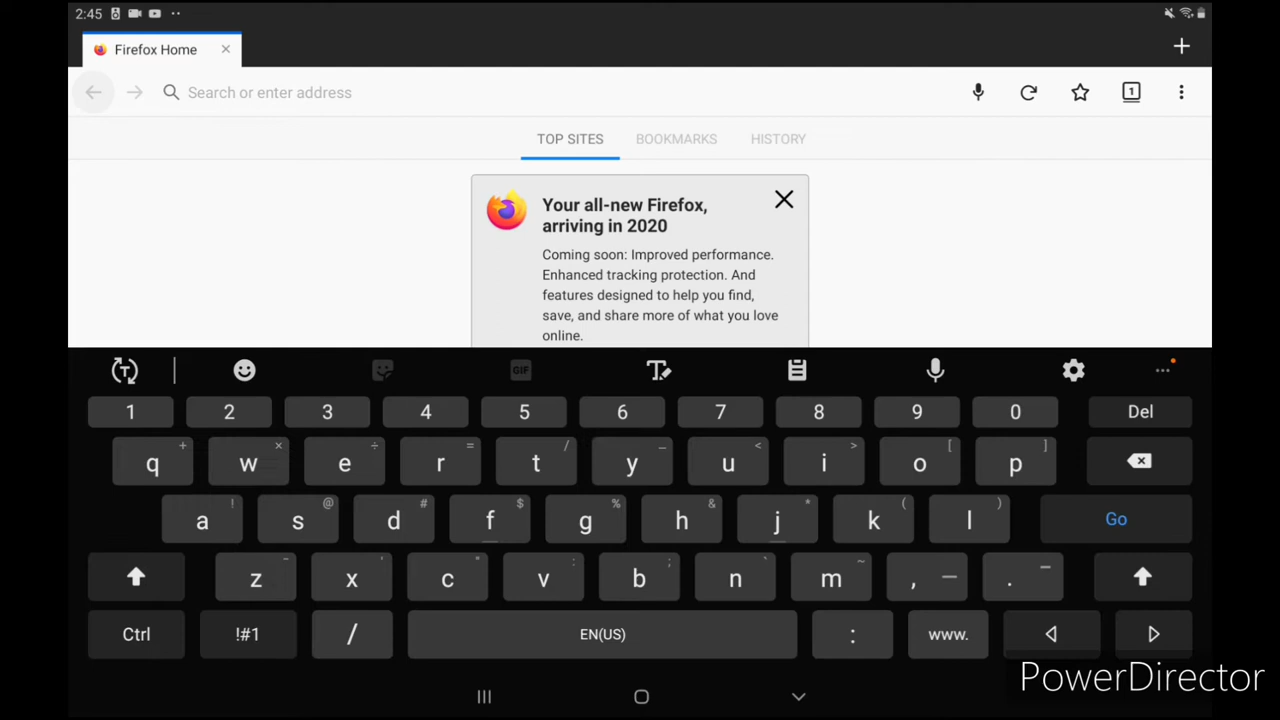 2:45
Firefox Home
Search or enter address
1
TOP SITES BOOKMARKS HISTORY
Your all-new Firefox,
arriving in 2020
Coming soon: Improved performance.
Enhanced tracking protection. And
features designed to help you find,
save, and share more of what you love
online.
T GIF T
1 2 3 4 5 6 7 8 9 0 Del
+ × ÷ = / _ < > [ ]
q w e r t y u i o p
! @ # $ % & * ( )
a s d f g h j k l Go
- ' " : ; ` ~
z x c v b n m , .
Ctrl !#1 / EN(US) : www.
PowerDirector